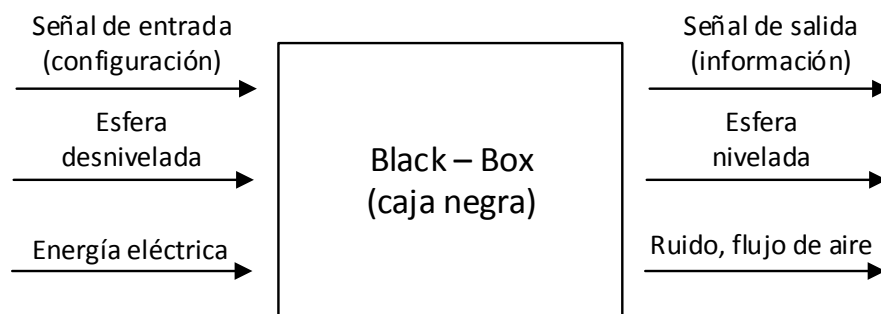 Señal de entrada
(configuración)
Esfera
desnivelada
Energía eléctrica
Black – Box
(caja negra)
Señal de salida
(información)
Esfera
nivelada
Ruido, flujo de aire